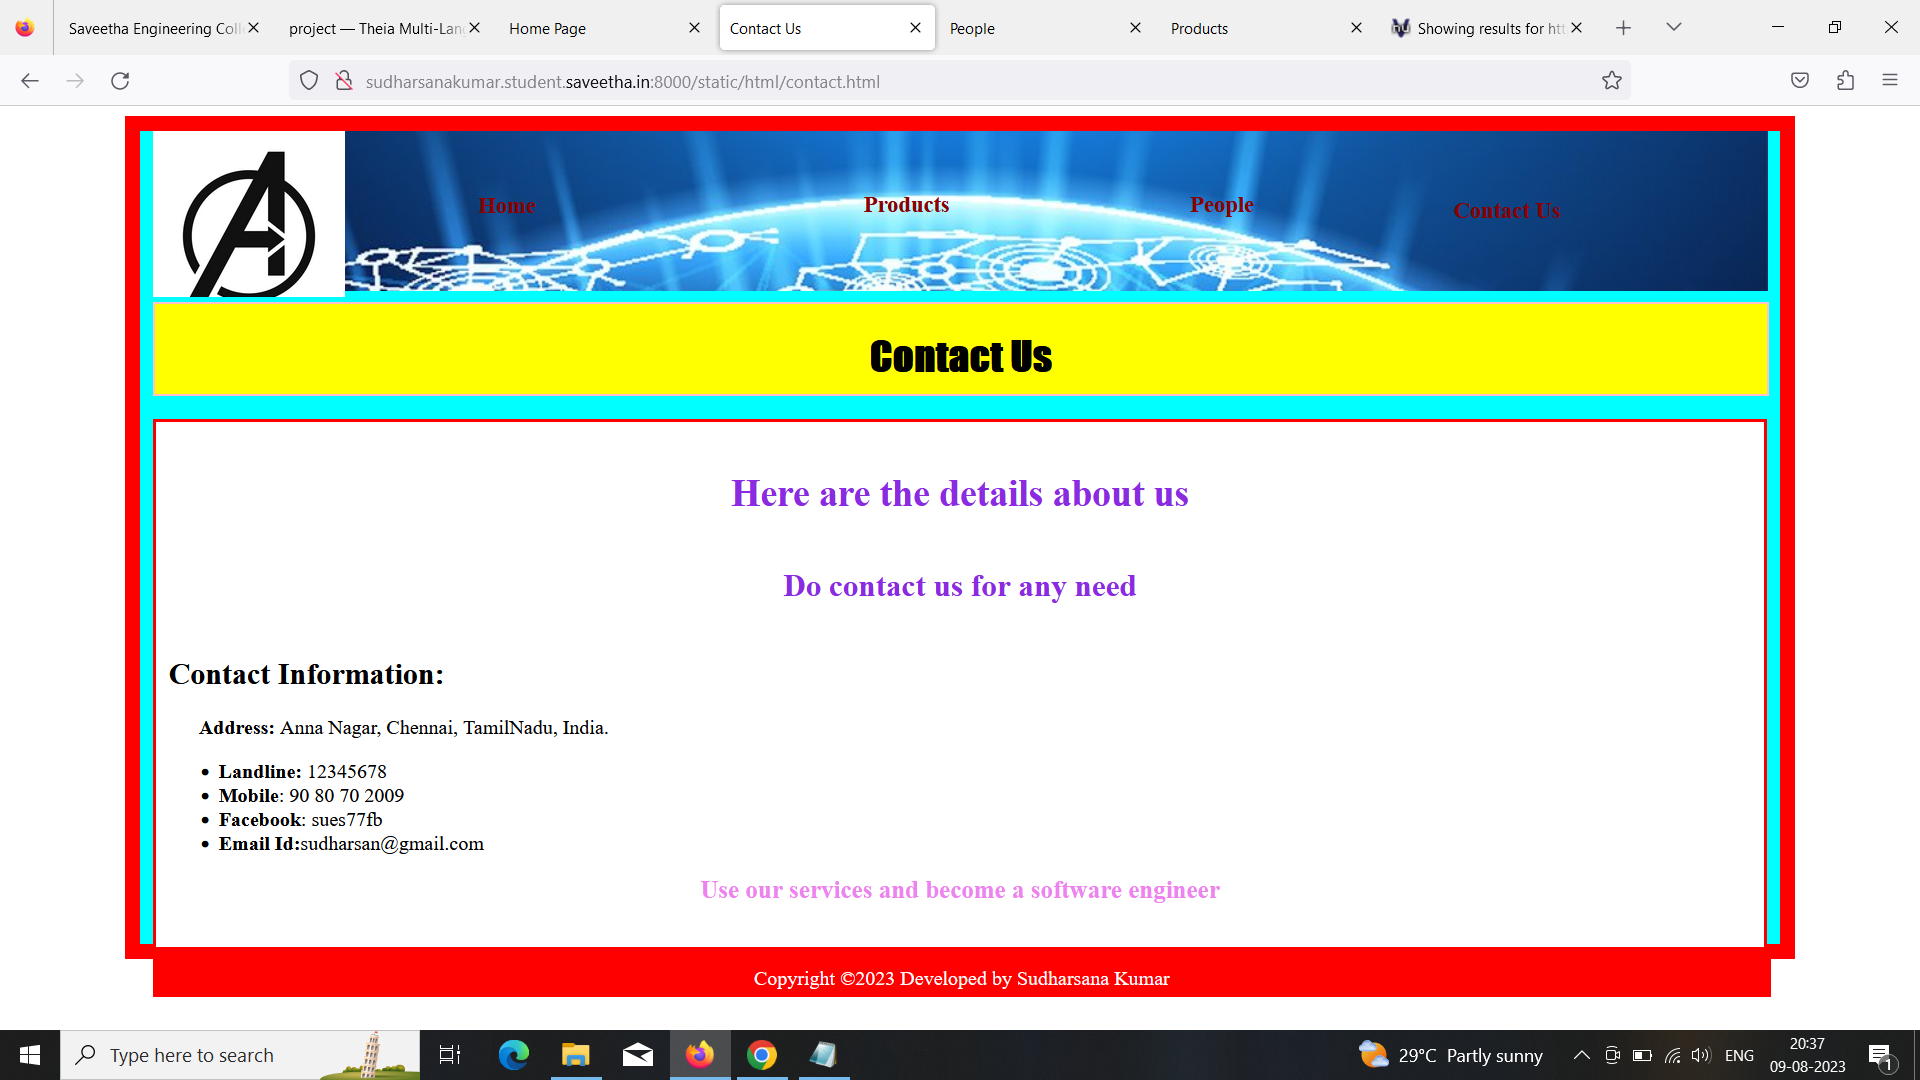 Saveetha Engineering Coll
project — Theia Multi-Lang
Home Page
Contact Us
People
Products
Showing results for htt
sudharsanakumar.student.saveetha.in:8000/static/html/contact.html
Home
Products
People
Contact Us
Contact Us
Here are the details about us
Do contact us for any need
Contact Information:
Address: Anna Nagar, Chennai, TamilNadu, India.
• Landline: 12345678
• Mobile: 90 80 70 2009
• Facebook: sues77fb
• Email Id:sudharsan@gmail.com
Use our services and become a software engineer
Copyright ©2023 Developed by Sudharsana Kumar
Type here to search
29°C Partly sunny
ENG
20:37
09-08-2023
1